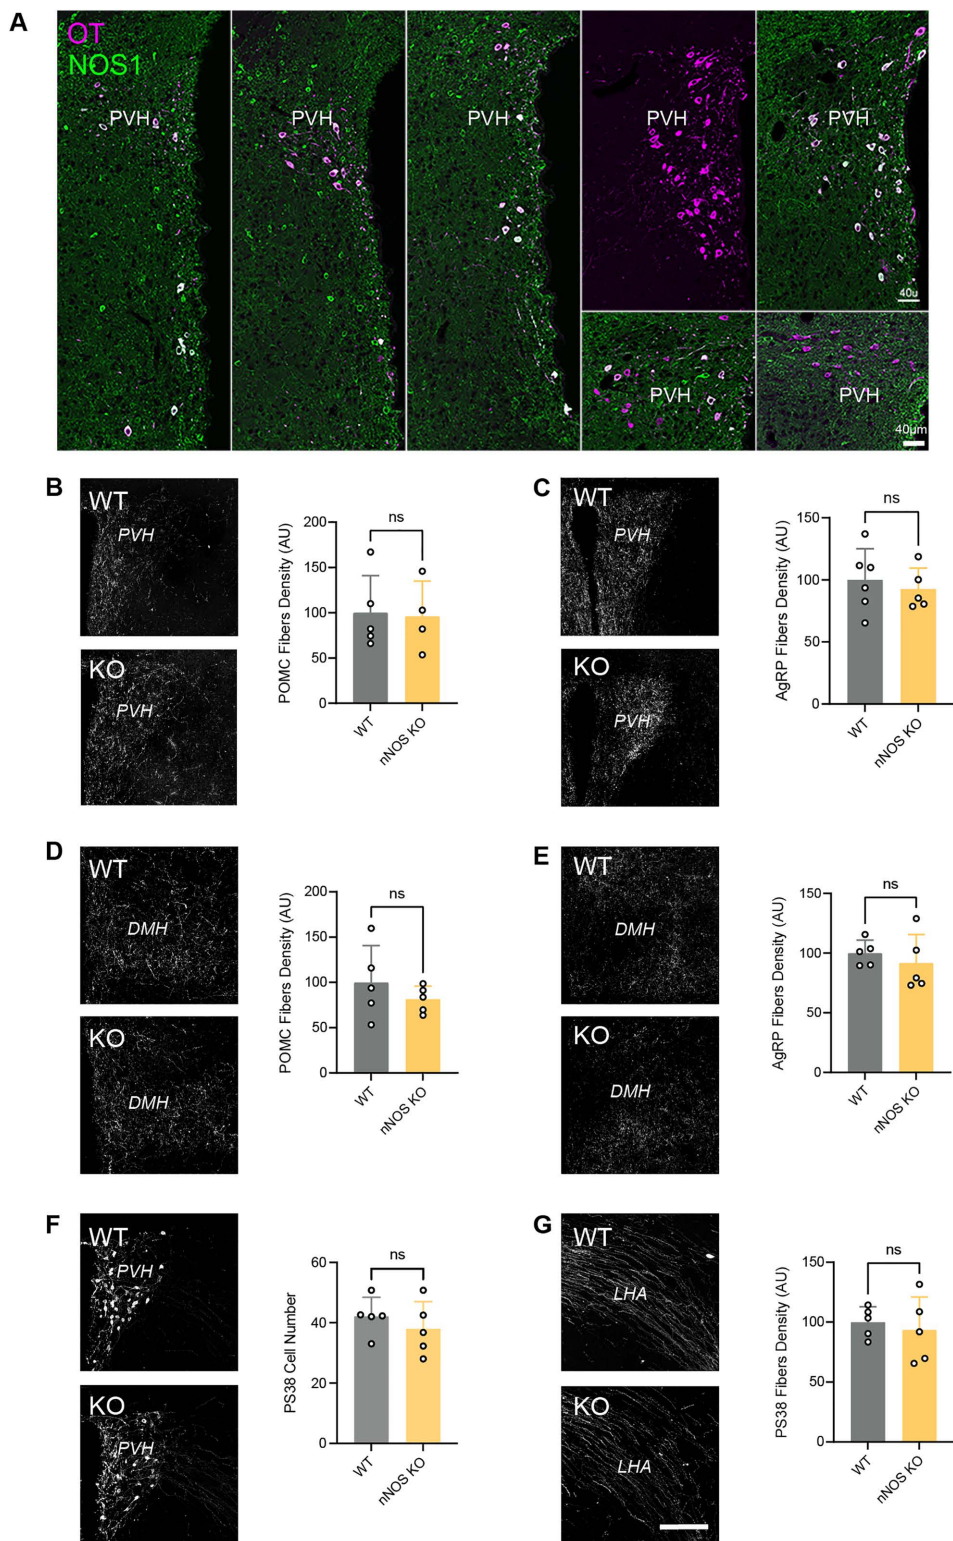 A
OT
NOS1
PVH
PVH
PVH
PVH
PVH
40u
PVH
PVH
40µm
B
WT
PVH
KO
PVH
POMC Fibers Density (AU)
200
150
100
50
0
ns
WT
nNOS KO
C
WT
PVH
KO
PVH
AgRP Fibers Density (AU)
150
100
50
0
ns
WT
nNOS KO
D
WT
DMH
KO
DMH
POMC Fibers Density (AU)
200
150
100
50
0
ns
WT
nNOS KO
E
WT
DMH
KO
DMH
AgRP Fibers Density (AU)
150
100
50
0
ns
WT
nNOS KO
F
WT
PVH
KO
PVH
PS38 Cell Number
60
40
20
0
ns
WT
nNOS KO
G
WT
LHA
KO
LHA
PS38 Fibers Density (AU)
150
100
50
0
ns
WT
nNOS KO